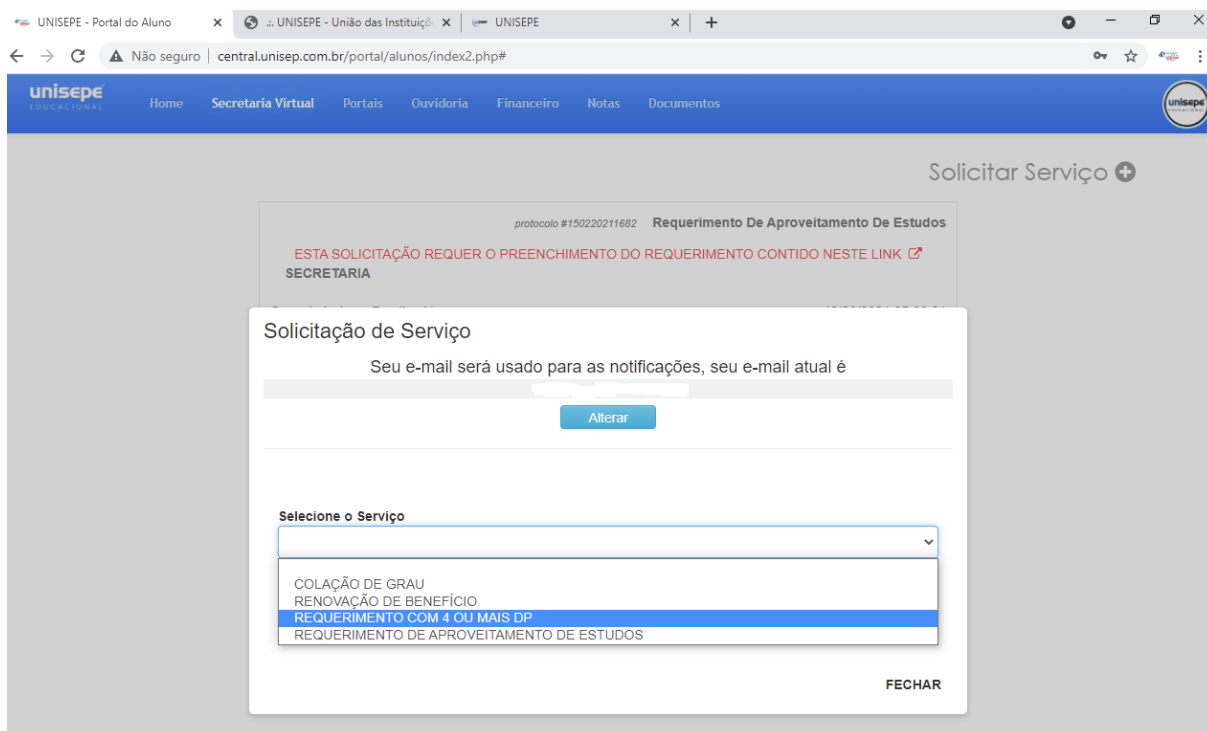 UNISEPE - Portal do Aluno
.:. UNISEPE - União das Instituiçõ
UNISEPE
Não seguro
central.unisep.com.br/portal/alunos/index2.php#
unisepe
EDUCACIONAL
Home Secretaria Virtual Portais Ouvidoria Financeiro Notas Documentos
unisepe
Solicitar Serviço
protocolo #150220211682 Requerimento De Aproveitamento De Estudos
ESTA SOLICITAÇÃO REQUER O PREENCHIMENTO DO REQUERIMENTO CONTIDO NESTE LINK
SECRETARIA
Solicitação de Serviço
Seu e-mail será usado para as notificações, seu e-mail atual é
Alterar
Selecione o Serviço
COLAÇÃO DE GRAU
RENOVAÇÃO DE BENEFÍCIO
REQUERIMENTO COM 4 OU MAIS DP
REQUERIMENTO DE APROVEITAMENTO DE ESTUDOS
FECHAR